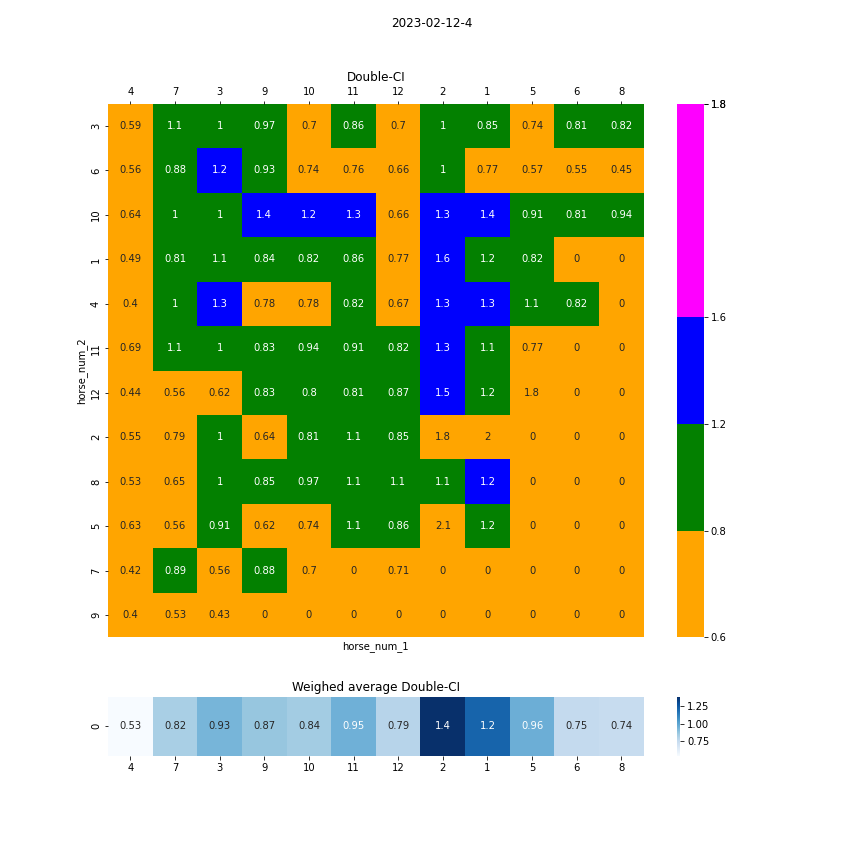 2023-02-12-4
Double-CI
4 7 3 9 10 11 12 2 1 5 6 8
3 0.59 1.1 1 0.97 0.7 0.86 0.7 1 0.85 0.74 0.81 0.82
6 0.56 0.88 1.2 0.93 0.74 0.76 0.66 1 0.77 0.57 0.55 0.45
10 0.64 1 1 1.4 1.2 1.3 0.66 1.3 1.4 0.91 0.81 0.94
1 0.49 0.81 1.1 0.84 0.82 0.86 0.77 1.6 1.2 0.82 0 0
4 0.4 1 1.3 0.78 0.78 0.82 0.67 1.3 1.3 1.1 0.82 0
11 0.69 1.1 1 0.83 0.94 0.91 0.82 1.3 1.1 0.77 0 0
12 0.44 0.56 0.62 0.83 0.8 0.81 0.87 1.5 1.2 1.8 0 0
2 0.55 0.79 1 0.64 0.81 1.1 0.85 1.8 2 0 0 0
8 0.53 0.65 1 0.85 0.97 1.1 1.1 1.1 1.2 0 0 0
5 0.63 0.56 0.91 0.62 0.74 1.1 0.86 2.1 1.2 0 0 0
7 0.42 0.89 0.56 0.88 0.7 0 0.71 0 0 0 0 0
9 0.4 0.53 0.43 0 0 0 0 0 0 0 0 0
horse_num_2
horse_num_1
1.8
1.6
1.2
0.8
0.6
Weighed average Double-CI
0 0.53 0.82 0.93 0.87 0.84 0.95 0.79 1.4 1.2 0.96 0.75 0.74
4 7 3 9 10 11 12 2 1 5 6 8
1.25
1.00
0.75